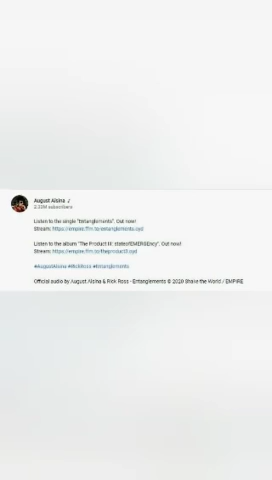 August Alsina ♪
2.33M subscribers
Listen to the single "Entanglements". Out now!
Stream: https://empire.ffm.to/entanglements.oyd
Listen to the album "The Product III: stateofEMERGEncy". Out now!
Stream: https://empire.ffm.to/theproduct3.oyd
#AugustAlsina #RickRoss #Entanglements
Official audio by August Alsina & Rick Ross - Entanglements © 2020 Shake The World / EMPIRE